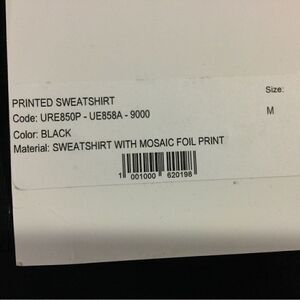 Size:
PRINTED SWEATSHIRT
Code: URE850P - UE858A - 9000
M
Color: BLACK
Material: SWEATSHIRT WITH MOSAIC FOIL PRINT
1 001000 620198